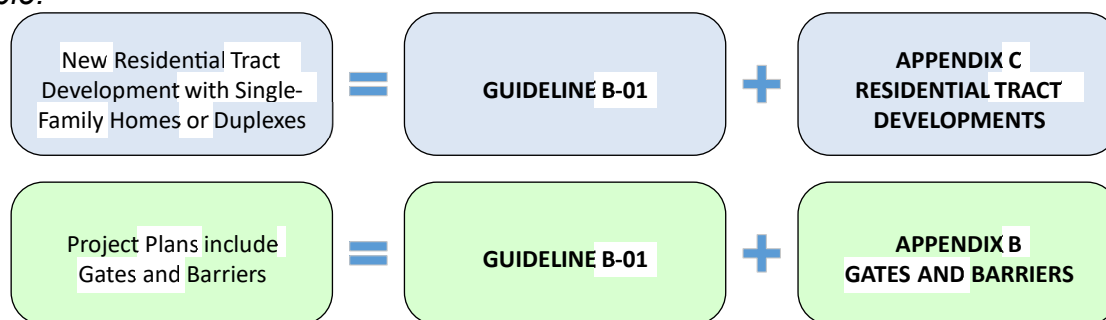 New Residential Tract
Development with Single-
Family Homes or Duplexes
=
GUIDELINE B-01
+
APPENDIX C
RESIDENTIAL TRACT
DEVELOPMENTS
Project Plans include
Gates and Barriers
=
GUIDELINE B-01
+
APPENDIX B
GATES AND BARRIERS